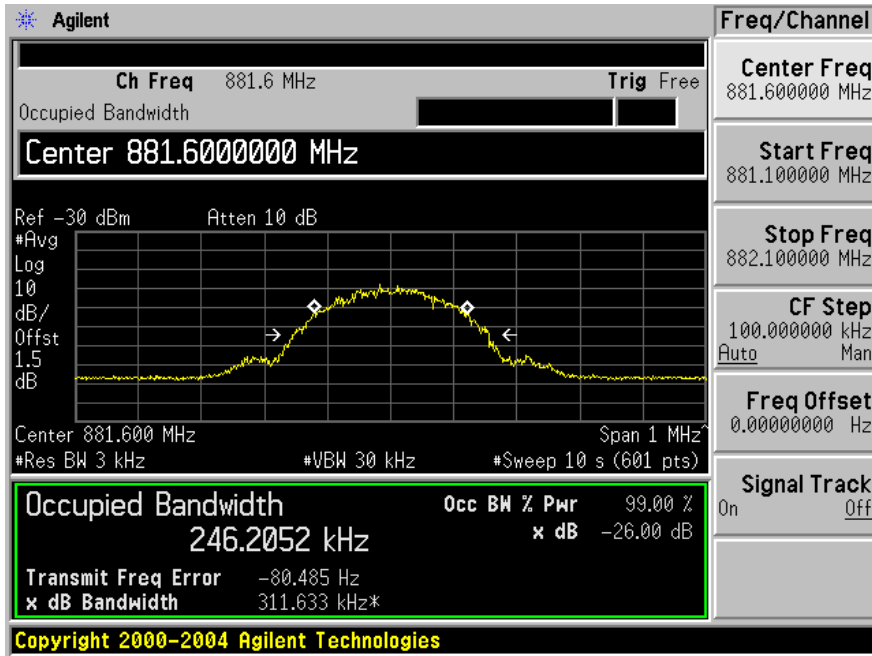 Agilent
Freq/Channel
Ch Freq 881.6 MHz Trig Free
Occupied Bandwidth
Center 881.6000000 MHz
Ref -30 dBm Atten 10 dB
#Avg
Log
10
dB/
Offst
1.5
dB
Center 881.600 MHz Span 1 MHz^
#Res BW 3 kHz #VBW 30 kHz #Sweep 10 s (601 pts)
Occupied Bandwidth Occ BW % Pwr 99.00 %
246.2052 kHz x dB -26.00 dB
Transmit Freq Error -80.485 Hz
x dB Bandwidth 311.633 kHz*
Center Freq
881.600000 MHz
Start Freq
881.100000 MHz
Stop Freq
882.100000 MHz
CF Step
100.000000 kHz
Auto Man
Freq Offset
0.00000000 Hz
Signal Track
On Off
Copyright 2000-2004 Agilent Technologies